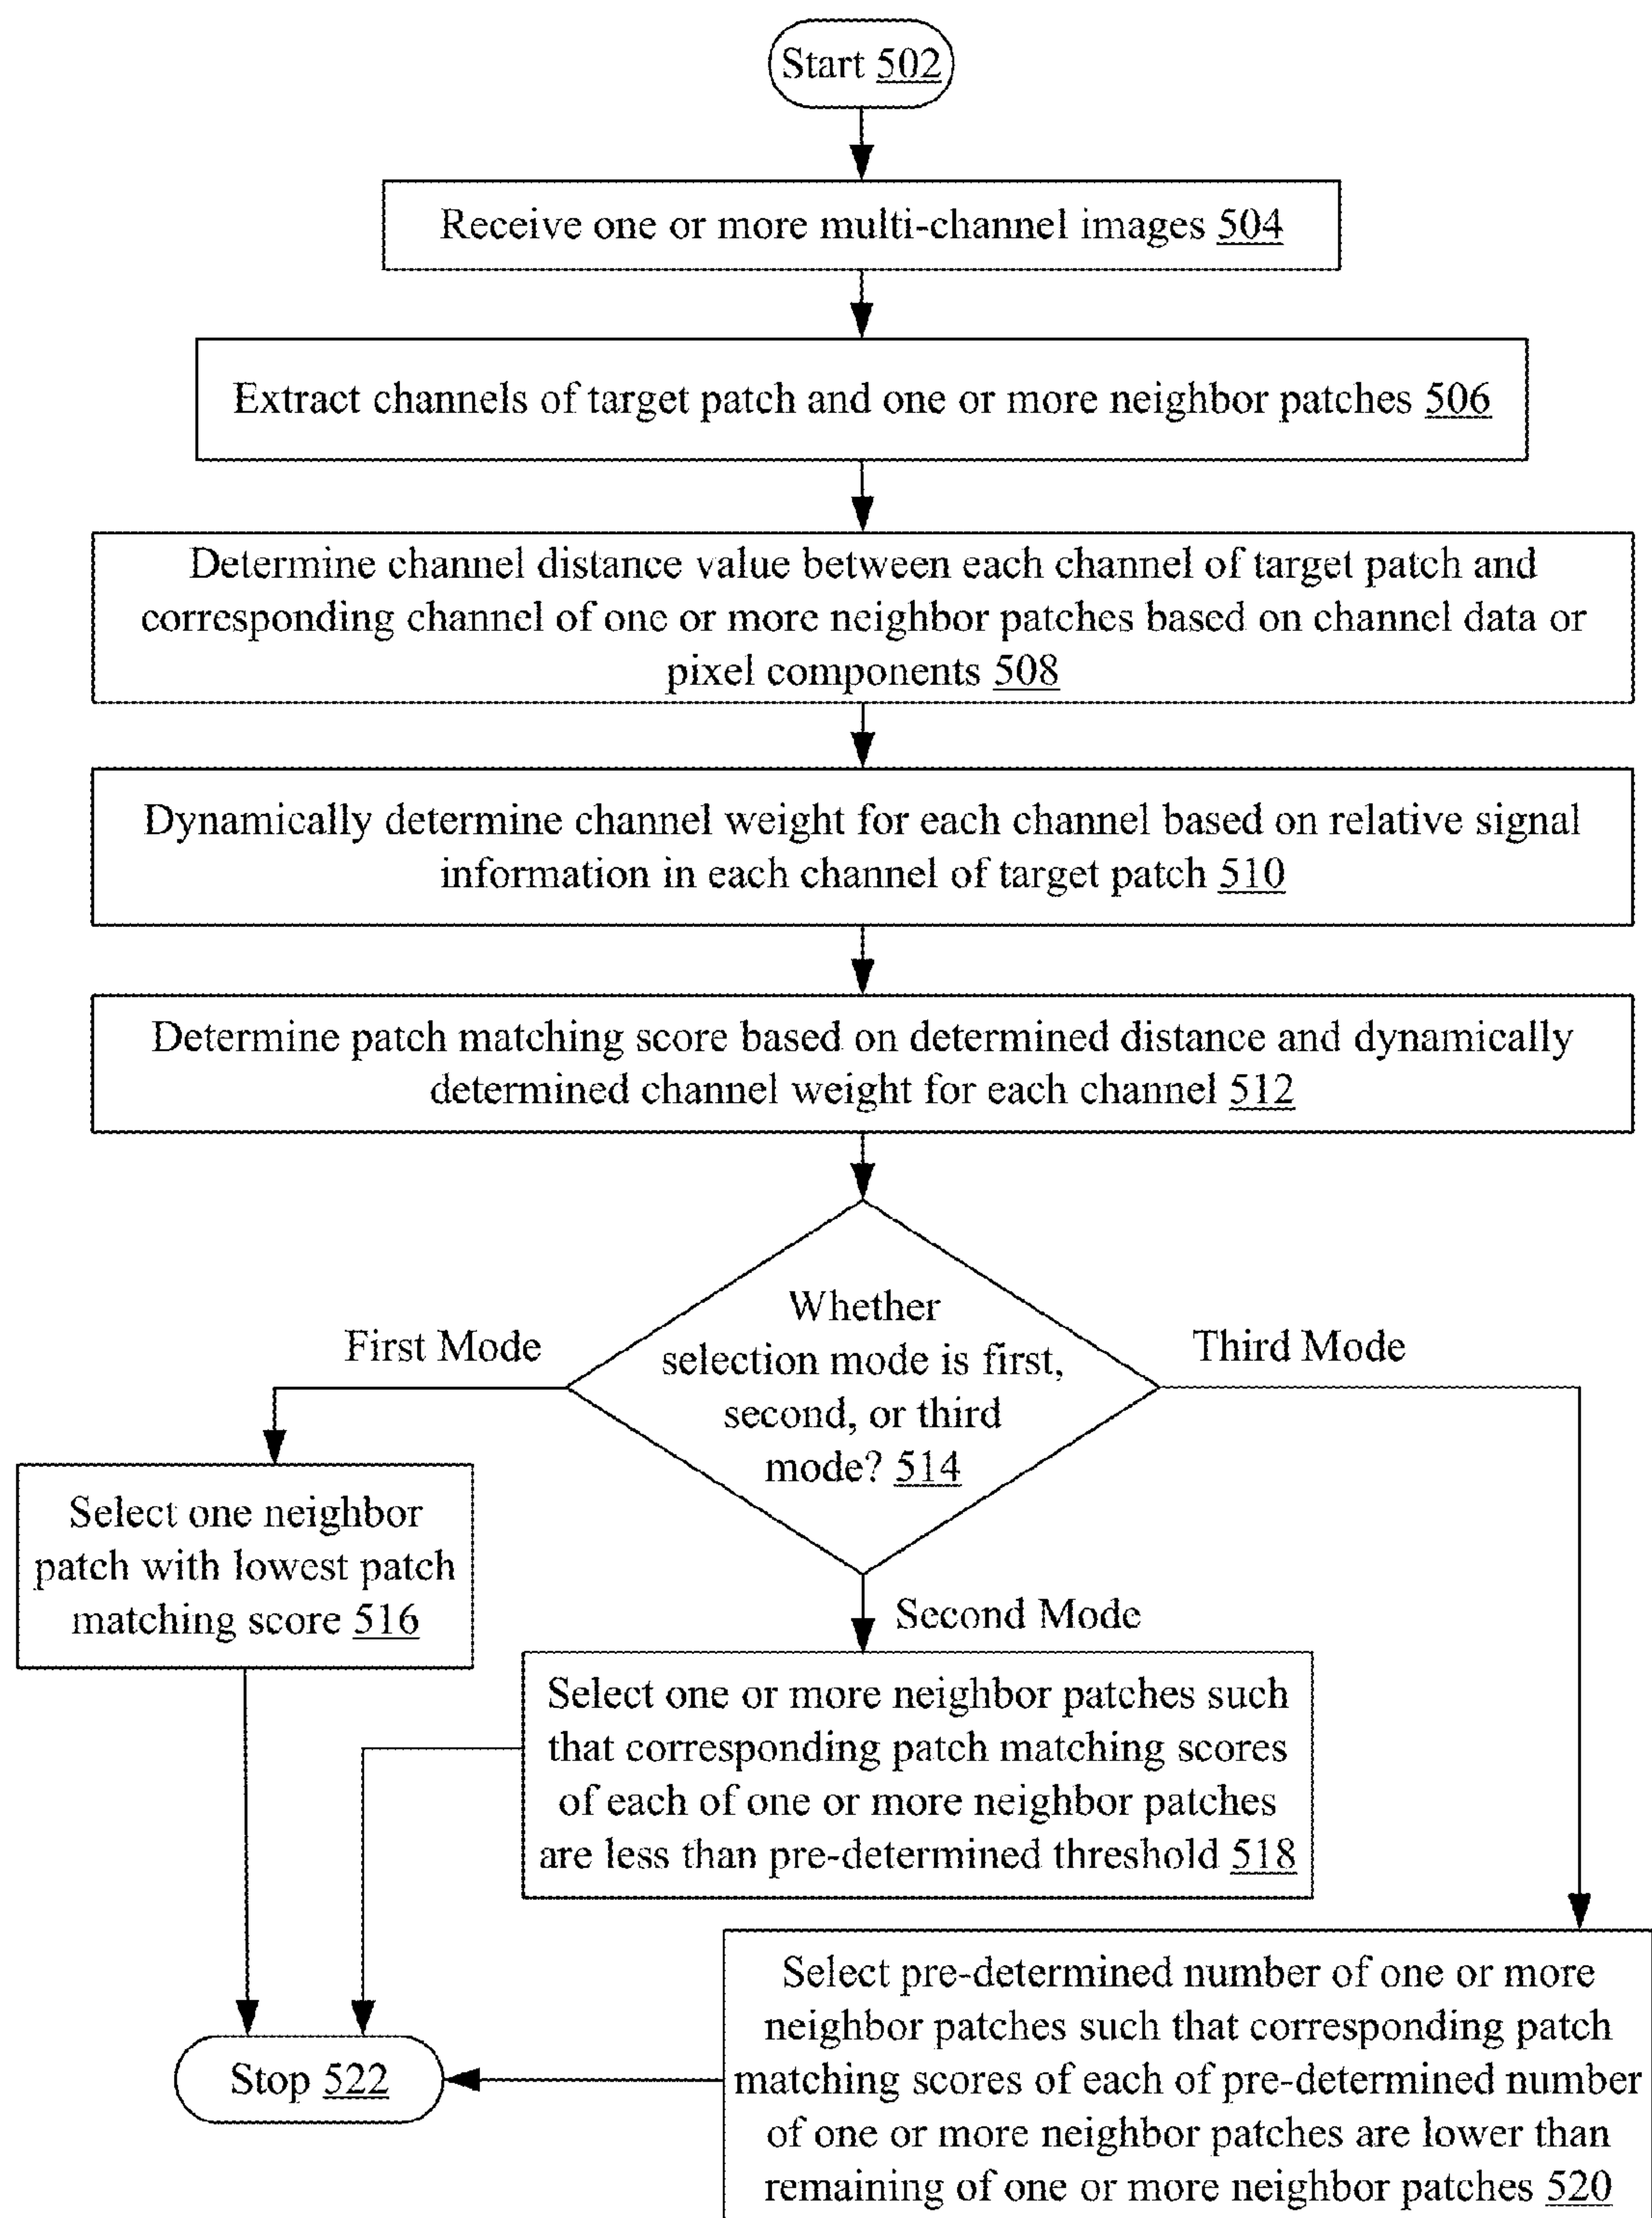 Start 502
Receive one or more multi-channel images 504
Extract channels of target patch and one or more neighbor patches 506
Determine channel distance value between each channel of target patch and
corresponding channel of one or more neighbor patches based on channel data or
pixel components 508
Dynamically determine channel weight for each channel based on relative signal
information in each channel of target patch 510
Determine patch matching score based on determined distance and dynamically
determined channel weight for each channel 512
Whether
selection mode is first,
second, or third
mode? 514
First Mode
Third Mode
Select one neighbor
patch with lowest patch
matching score 516
Second Mode
Select one or more neighbor patches such
that corresponding patch matching scores
of each of one or more neighbor patches
are less than pre-determined threshold 518
Select pre-determined number of one or more
neighbor patches such that corresponding patch
matching scores of each of pre-determined number
of one or more neighbor patches are lower than
remaining of one or more neighbor patches 520
Stop 522